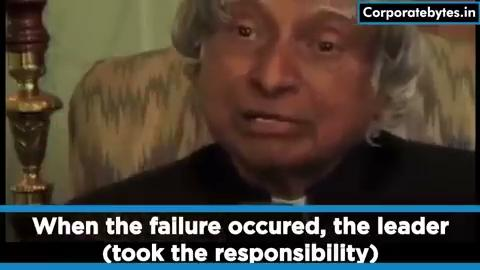 Corporatebytes.in
When the failure occured, the leader
(took the responsibility)